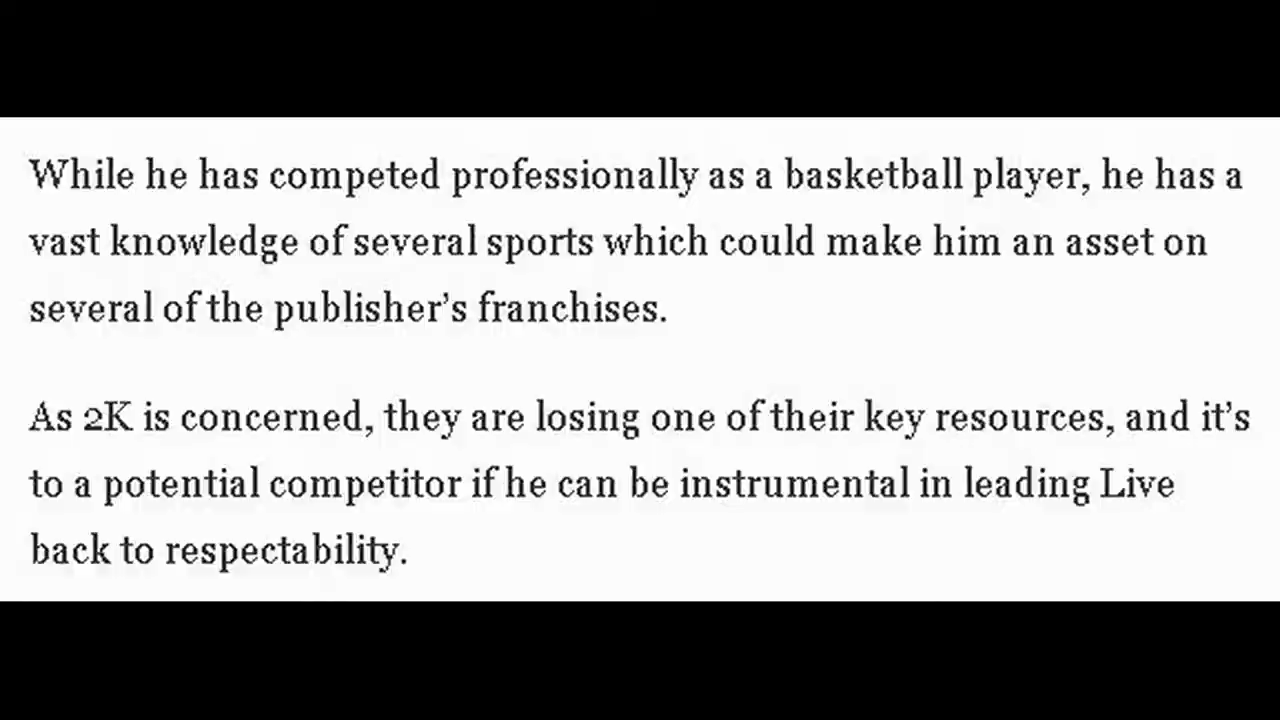 While he has competed professionally as a basketball player, he has a
vast knowledge of several sports which could make him an asset on
several of the publisher’s franchises.
As 2K is concerned, they are losing one of their key resources, and it’s
to a potential competitor if he can be instrumental in leading Live
back to respectability.